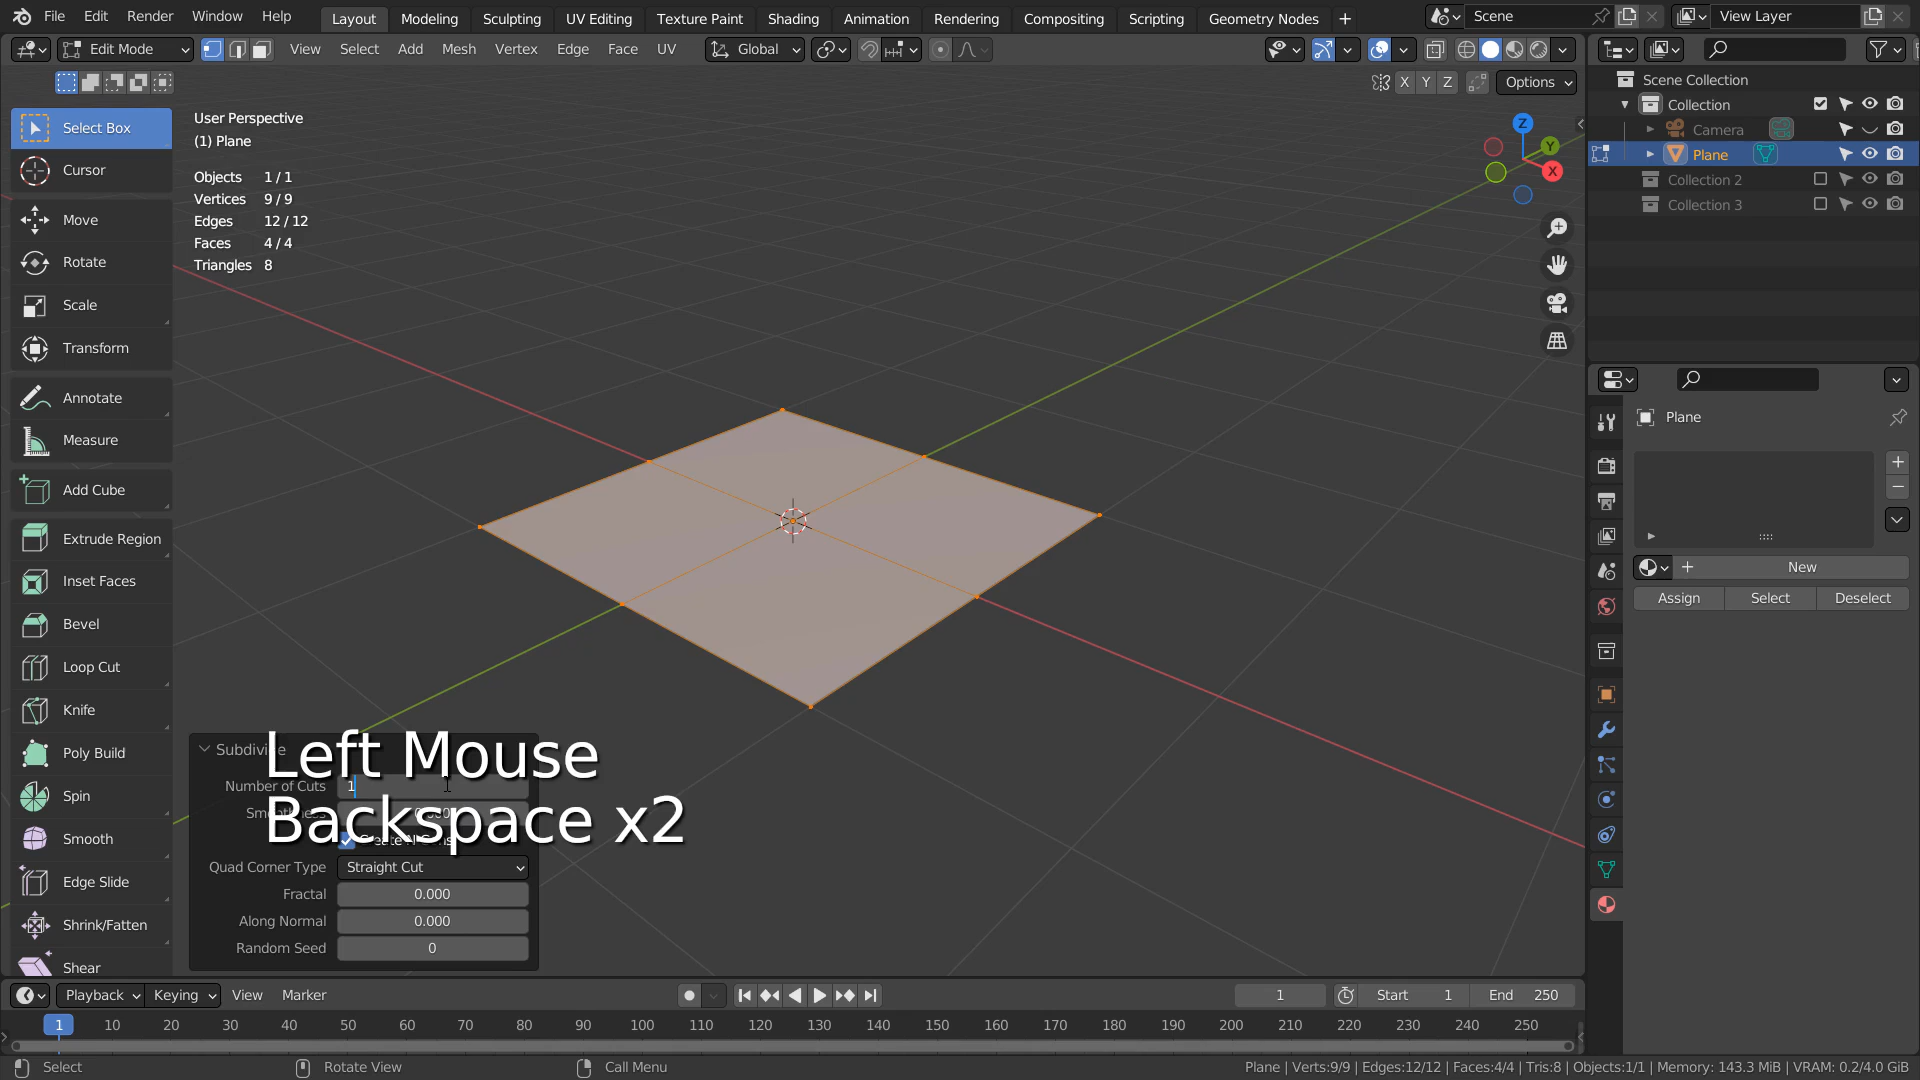 File Edit Render Window Help Layout Modeling Sculpting UV Editing Texture Paint Shading Animation Rendering Compositing Scripting Geometry Nodes + Scene View Layer
Edit Mode View Select Add Mesh Vertex Edge Face UV Global
X Y Z Options
Select Box
Cursor
Move
Rotate
Scale
Transform
Annotate
Measure
Add Cube
Extrude Region
Inset Faces
Bevel
Loop Cut
Knife
Poly Build
Spin
Smooth
Edge Slide
Shrink/Fatten
Shear
User Perspective
(1) Plane
Objects 1 / 1
Vertices 9 / 9
Edges 12 / 12
Faces 4 / 4
Triangles 8
Z
Y
X
Left Mouse
Backspace x2
Subdivide
Number of Cuts 1
Smoothness 0.000
Create N-Gons
Quad Corner Type Straight Cut
Fractal 0.000
Along Normal 0.000
Random Seed 0
Scene Collection
Collection
Camera
Plane
Collection 2
Collection 3
Plane
New
Assign Select Deselect
Playback Keying View Marker 1 Start 1 End 250
1 10 20 30 40 50 60 70 80 90 100 110 120 130 140 150 160 170 180 190 200 210 220 230 240 250
Select Rotate View Call Menu Plane | Verts:9/9 | Edges:12/12 | Faces:4/4 | Tris:8 | Objects:1/1 | Memory: 143.3 MiB | VRAM: 0.2/4.0 GiB